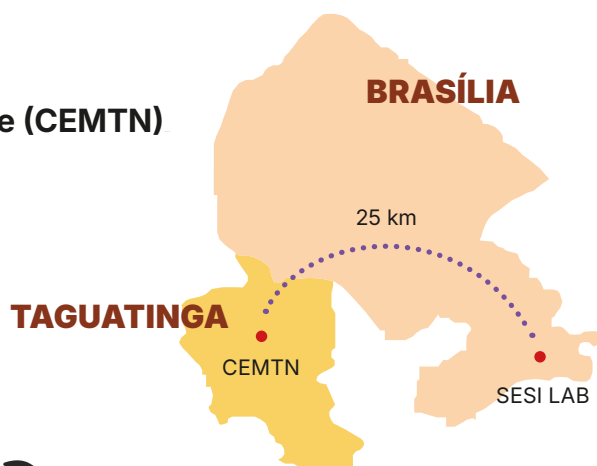 BRASÍLIA
e (CEMTN)
25 km
TAGUATINGA
CEMTN
SESI LAB